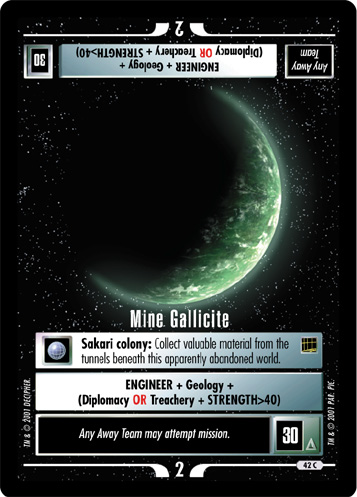 2
ENGINEER + Geology +
(Diplomacy OR Treachery + STRENGTH>40)
30
Any Away
Team
Mine Gallicite
Sakari colony: Collect valuable material from the
tunnels beneath this apparently abandoned world.
ENGINEER + Geology +
(Diplomacy OR Treachery + STRENGTH>40)
Any Away Team may attempt mission.
30
2
42 C
TM & © 2001 DECIPHER.
TM & © 2001 PAR. PIC.